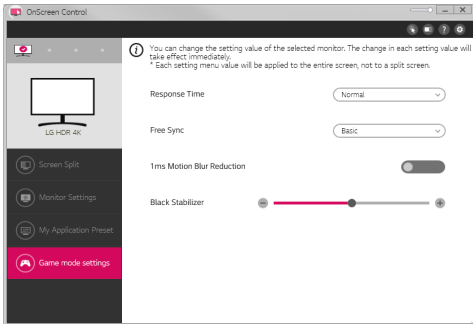 OnScreen Control
You can change the setting value of the selected monitor. The change in each setting value will
take effect immediately.
* Each setting menu value will be applied to the entire screen, not to a split screen.
LG HDR 4K
Screen Split
Monitor Settings
My Application Preset
Game mode settings
Response Time
Normal
Free Sync
Basic
1ms Motion Blur Reduction
Black Stabilizer